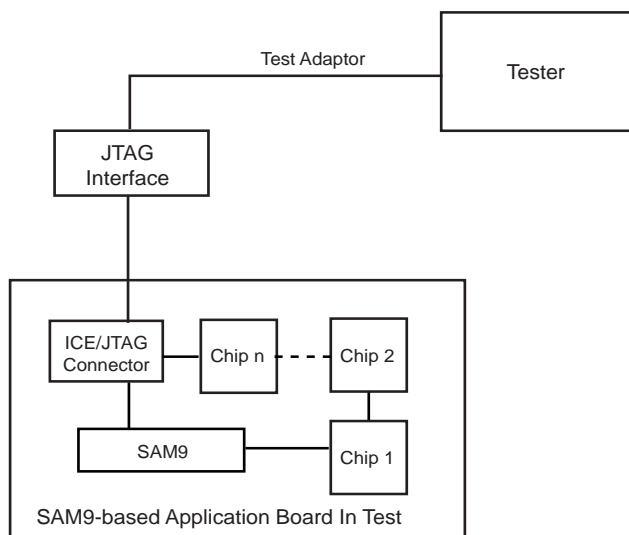 Test Adaptor
Tester
JTAG
Interface
ICE/JTAG
Connector
Chip n
Chip 2
SAM9
Chip 1
SAM9-based Application Board In Test